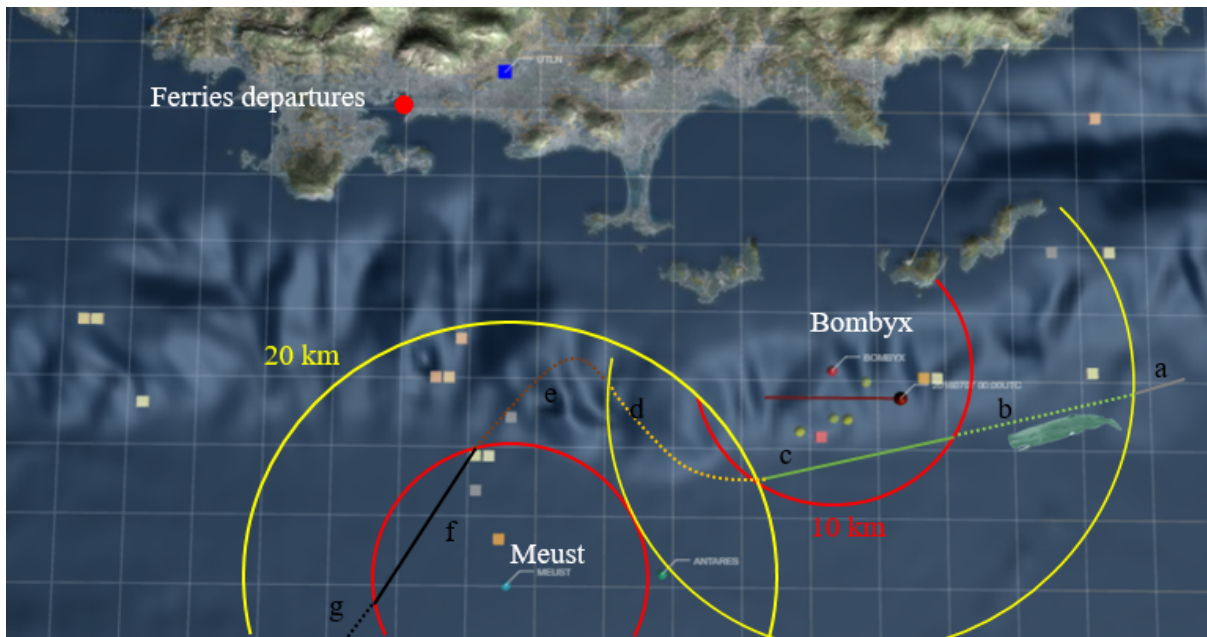 UTLN
Ferries departures
Bombyx
20 km
BOMBYX
a
e
d
b
c
f
10 km
Meust
MEUST
ANTARES
g